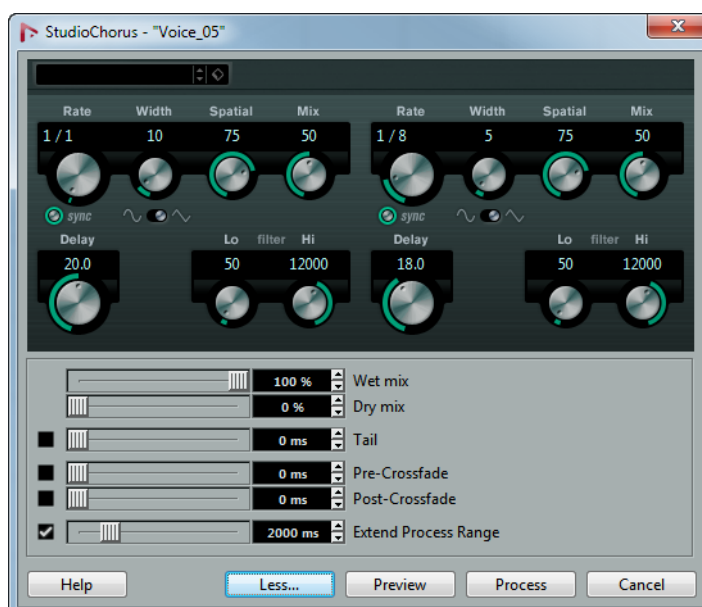 StudioChorus - "Voice_05"
Rate Width Spatial Mix Rate Width Spatial Mix
1 / 1 10 75 50 1 / 8 5 75 50
sync sync
Delay Lo filter Hi Delay Lo filter Hi
20.0 50 12000 18.0 50 12000
100 % Wet mix
0 % Dry mix
0 ms Tail
0 ms Pre-Crossfade
0 ms Post-Crossfade
2000 ms Extend Process Range
Help Less... Preview Process Cancel